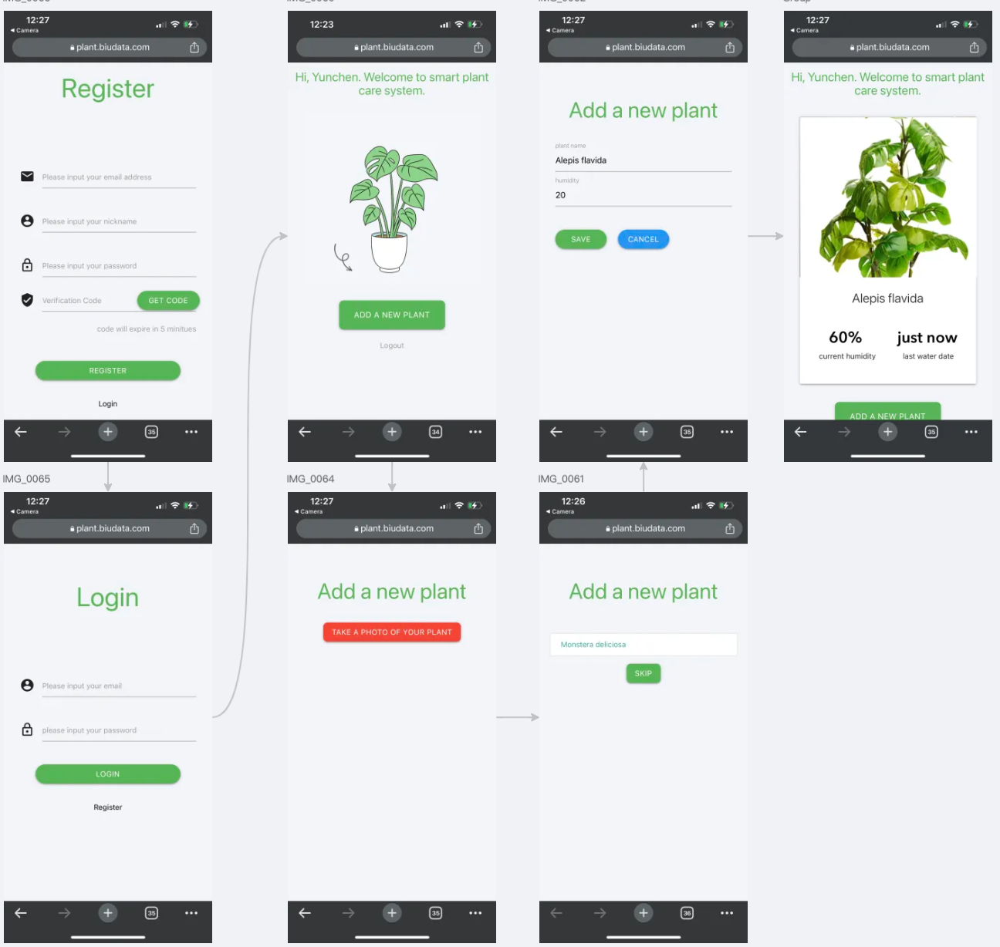 12:27
Camera
plant.biudata.com
Register
Please input your email address
Please input your nickname
Please input your password
Verification Code
GET CODE
code will expire in 5 minitues
REGISTER
Login
35
12:23
plant.biudata.com
Hi, Yunchen. Welcome to smart plant
care system.
ADD A NEW PLANT
Logout
34
12:27
Camera
plant.biudata.com
Add a new plant
plant name
Alepis flavida
humidity
20
SAVE
CANCEL
35
12:27
Camera
plant.biudata.com
Hi, Yunchen. Welcome to smart plant
care system.
Alepis flavida
60%
just now
current humidity
last water date
ADD A NEW PLANT
35
IMG_0065
12:27
Camera
plant.biudata.com
Login
Please input your email
please input your password
LOGIN
Register
35
IMG_0064
12:27
Camera
plant.biudata.com
Add a new plant
TAKE A PHOTO OF YOUR PLANT
35
IMG_0061
12:26
Camera
plant.biudata.com
Add a new plant
Monstera deliciosa
SKIP
36